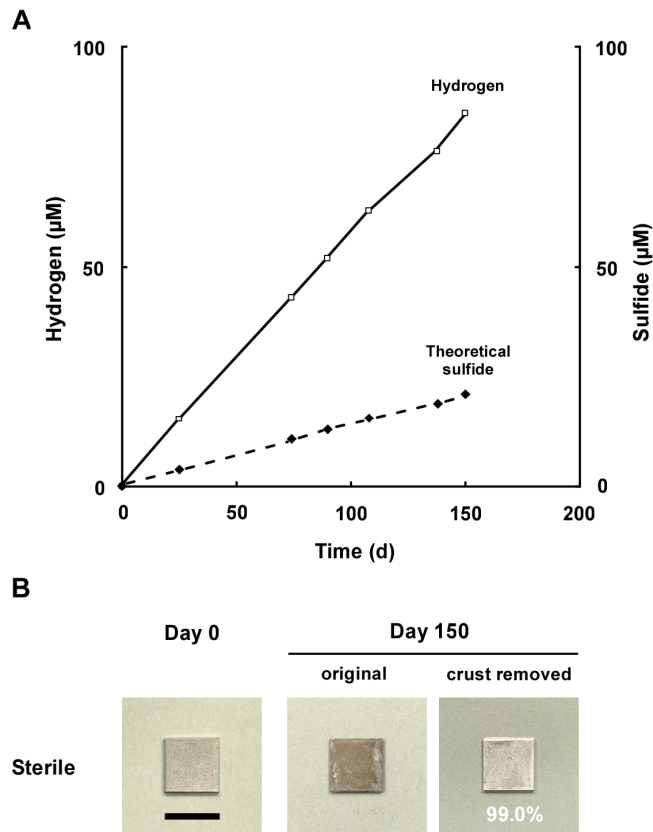 A
100
50
0
Hydrogen (µM)
100
50
0
Sulfide (µM)
Hydrogen
Theoretical
sulfide
0
50
100
150
200
Time (d)
B
Day 0
Day 150
original
crust removed
Sterile
99.0%